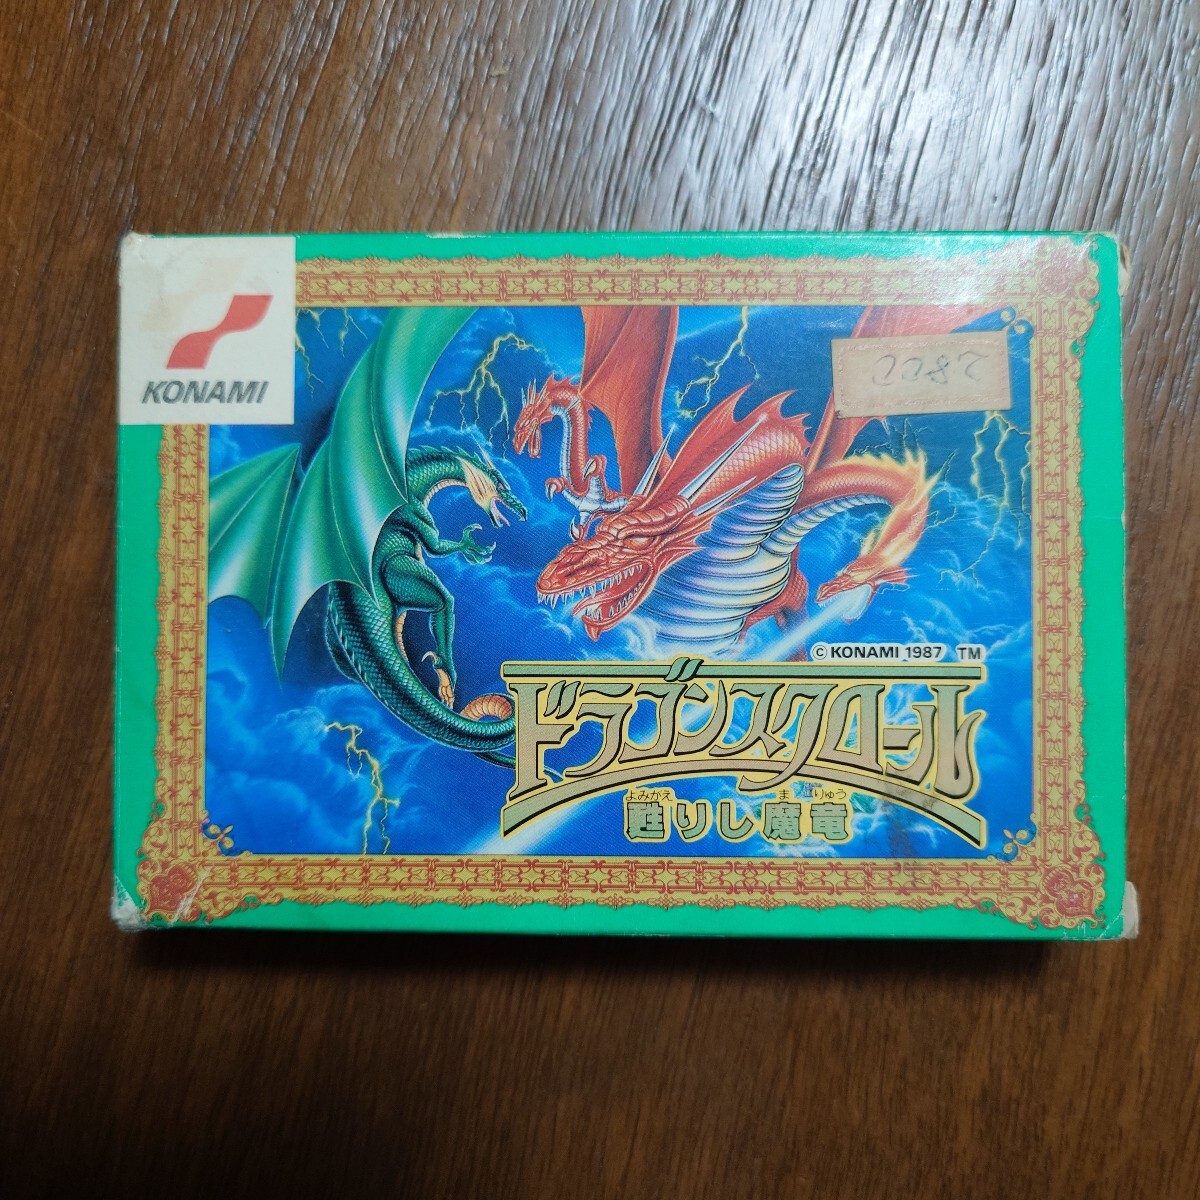 KONAMI
© KONAMI 1987 TM
ドラゴンスクロール
よみがえ ま りゅう
甦りし魔竜